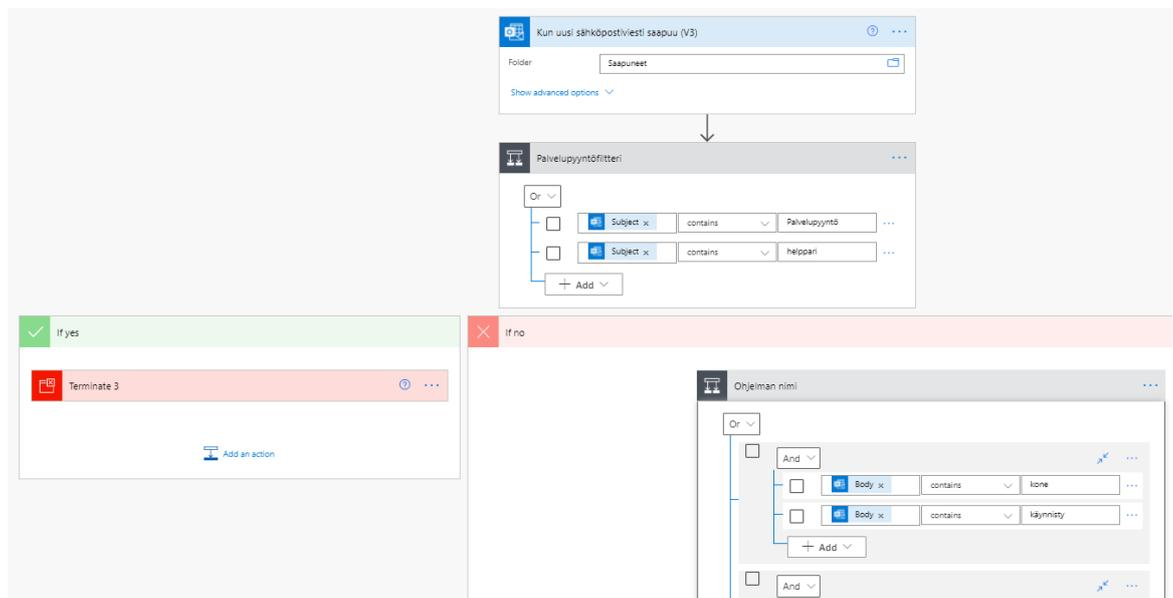 Kun uusi sähköpostiviesti saapuu (V3)
Folder
Saapuneet
Show advanced options
Palvelupyyntöfiltteri
Or
Subject x contains Palvelupyyntö
Subject x contains helppari
+ Add
If yes
If no
Terminate 3
Add an action
Ohjelman nimi
Or
And
Body x contains kone
Body x contains käynnisty
+ Add
And